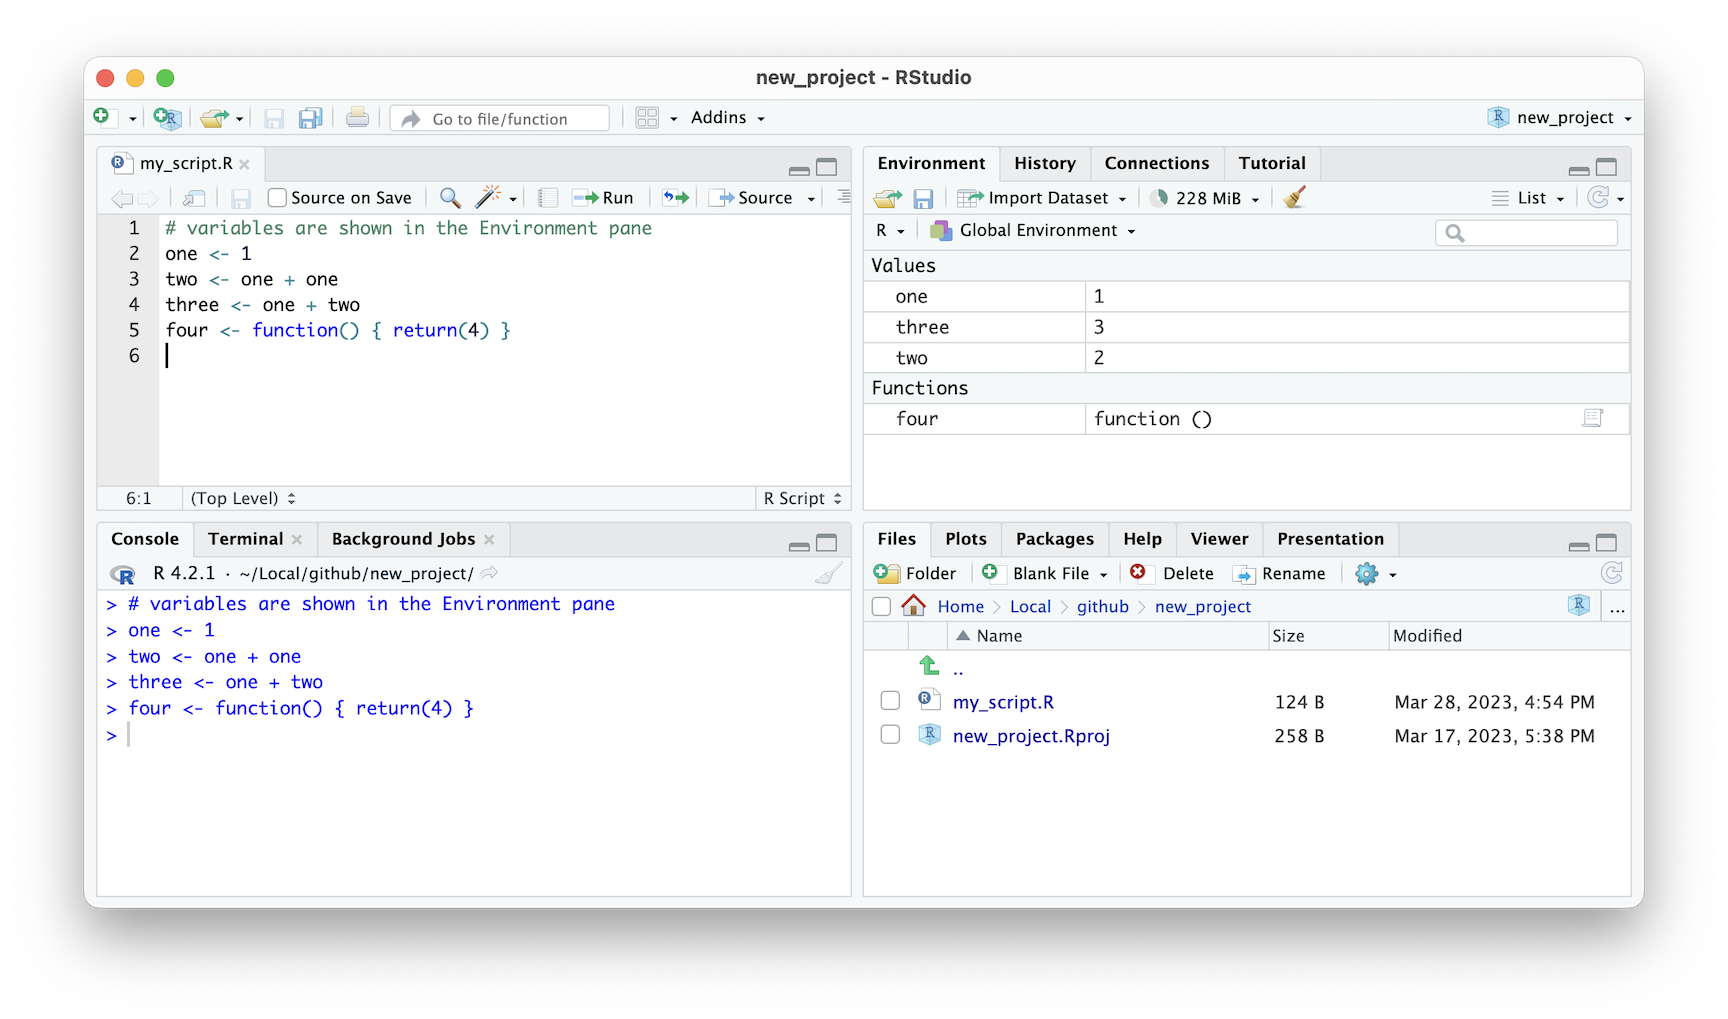 new_project - RStudio
Go to file/function
Addins
new_project
my_script.R
Source on Save
Run
Source
1 # variables are shown in the Environment pane
2 one <- 1
3 two <- one + one
4 three <- one + two
5 four <- function() { return(4) }
6
6:1 (Top Level) R Script
Environment History Connections Tutorial
Import Dataset 228 MiB List
R Global Environment
Values
one 1
three 3
two 2
Functions
four function ()
Console Terminal Background Jobs
R 4.2.1 · ~/Local/github/new_project/
> # variables are shown in the Environment pane
> one <- 1
> two <- one + one
> three <- one + two
> four <- function() { return(4) }
>
Files Plots Packages Help Viewer Presentation
Folder Blank File Delete Rename
Home Local github new_project ...
Name Size Modified
..
my_script.R 124 B Mar 28, 2023, 4:54 PM
new_project.Rproj 258 B Mar 17, 2023, 5:38 PM